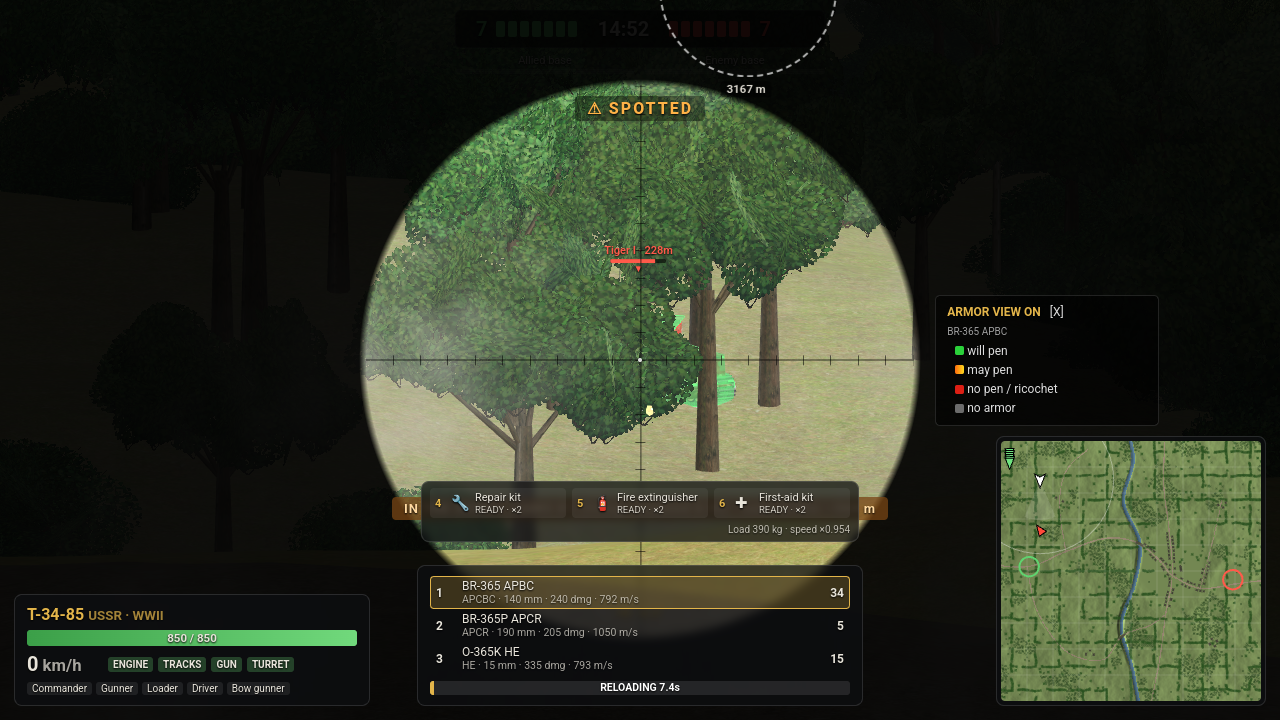 7 14:52 7
Allied base Enemy base
3167 m
⚠ SPOTTED
Tiger I · 228m
ARMOR VIEW ON [X]
BR-365 APBC
will pen
may pen
no pen / ricochet
no armor
4 Repair kit
READY · ×2
5 Fire extinguisher
READY · ×2
6 First-aid kit
READY · ×2
IN
m
Load 390 kg · speed ×0.954
1 BR-365 APBC 34
APCBC · 140 mm · 240 dmg · 792 m/s
2 BR-365P APCR 5
APCR · 190 mm · 205 dmg · 1050 m/s
3 O-365K HE 15
HE · 15 mm · 335 dmg · 793 m/s
RELOADING 7.4s
T-34-85 USSR · WWII
850 / 850
0 km/h ENGINE TRACKS GUN TURRET
Commander Gunner Loader Driver Bow gunner